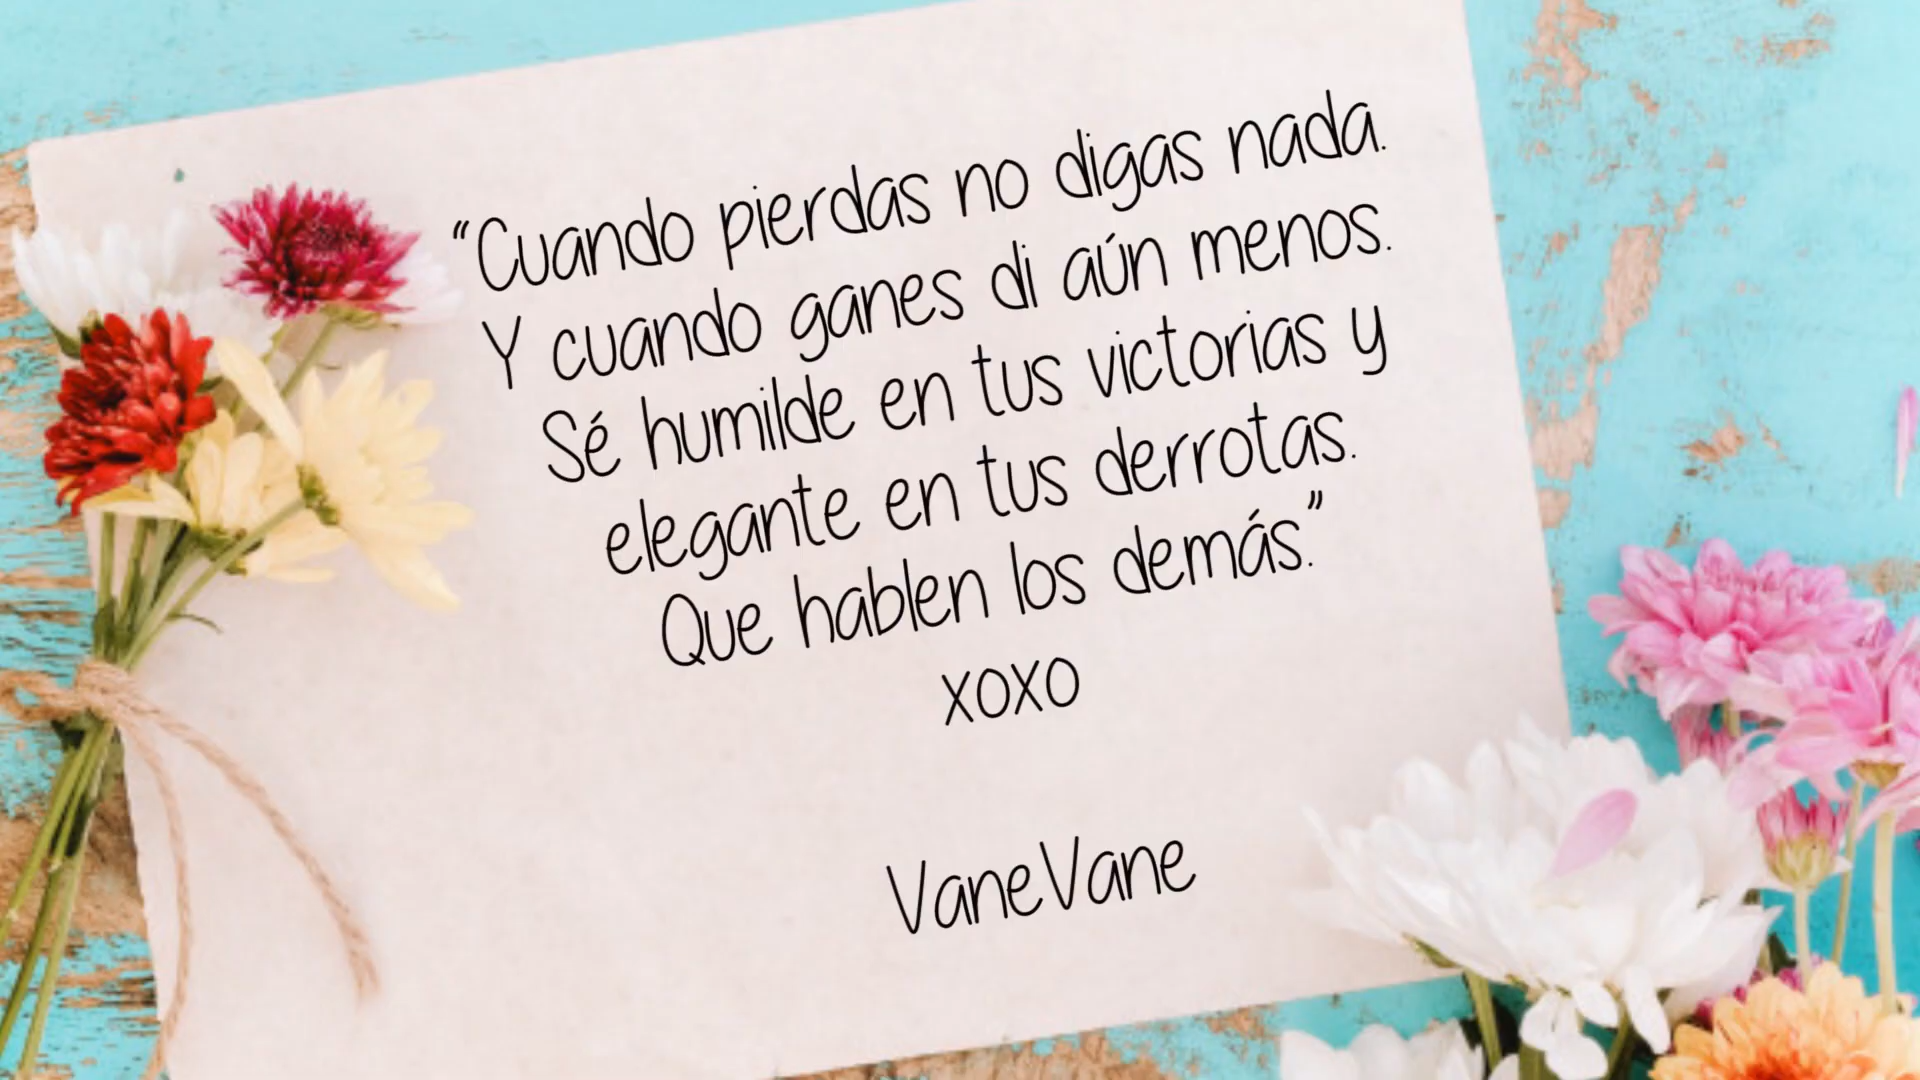 “Cuando pierdas no digas nada.
Y cuando ganes di aún menos.
Sé humilde en tus victorias y
elegante en tus derrotas.
Que hablen los demás.”
xoxo
VaneVane